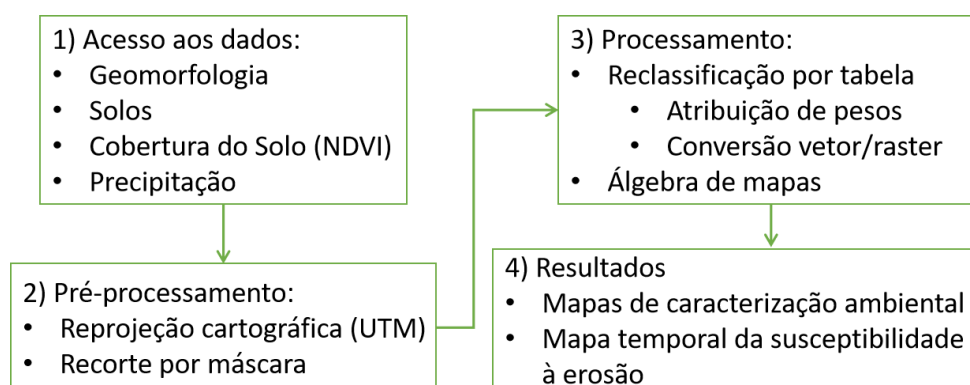 1) Acesso aos dados:
• Geomorfologia
• Solos
• Cobertura do Solo (NDVI)
• Precipitação
2) Pré-processamento:
• Reprojeção cartográfica (UTM)
• Recorte por máscara
3) Processamento:
• Reclassificação por tabela
• Atribuição de pesos
• Conversão vetor/raster
• Álgebra de mapas
4) Resultados
• Mapas de caracterização ambiental
• Mapa temporal da susceptibilidade
à erosão